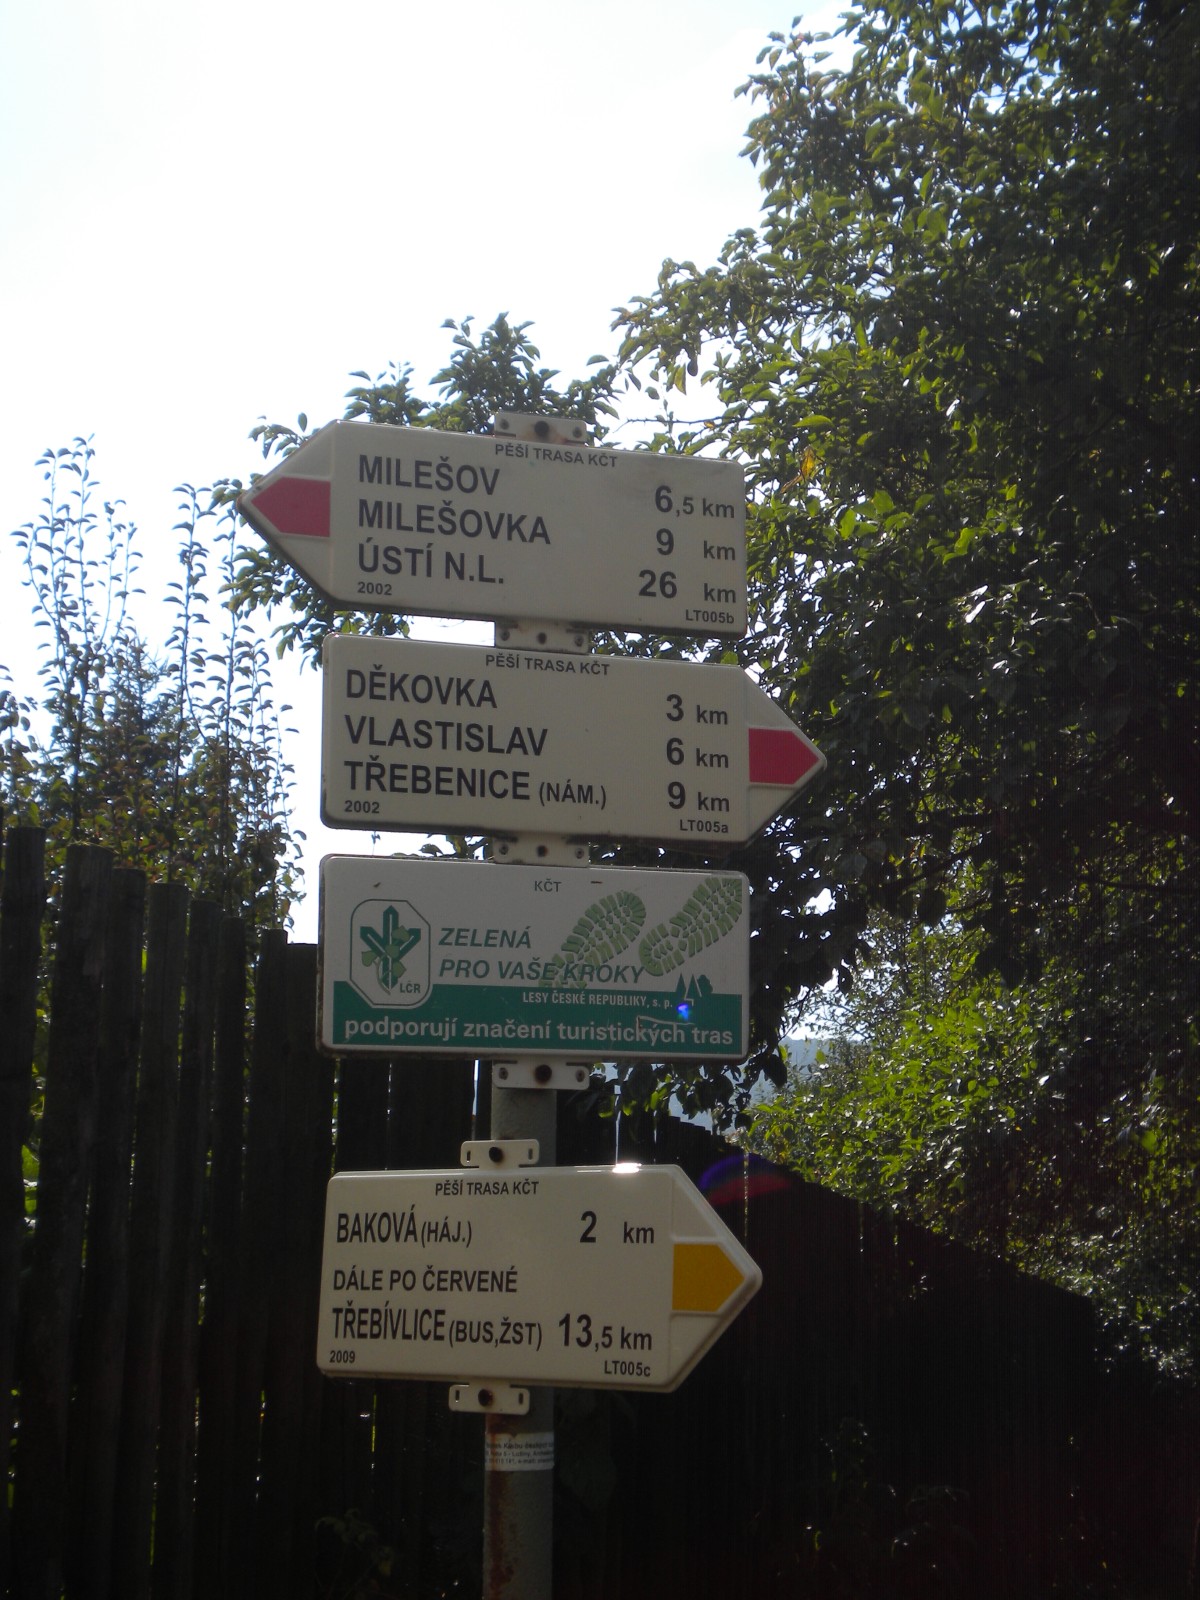 PĚŠÍ TRASA KČT
MILEŠOV 6,5 km
MILEŠOVKA 9 km
ÚSTÍ N.L. 26 km
2002 LT005b
PĚŠÍ TRASA KČT
DĚKOVKA 3 km
VLASTISLAV 6 km
TŘEBENICE (NÁM.) 9 km
2002 LT005a
KČT
ZELENÁ
PRO VAŠE KROKY
LČR
LESY ČESKÉ REPUBLIKY, s. p.
podporují značení turistických tras
PĚŠÍ TRASA KČT
BAKOVÁ (HÁJ.) 2 km
DÁLE PO ČERVENÉ
TŘEBÍVLICE (BUS,ŽST) 13,5 km
2009 LT005c